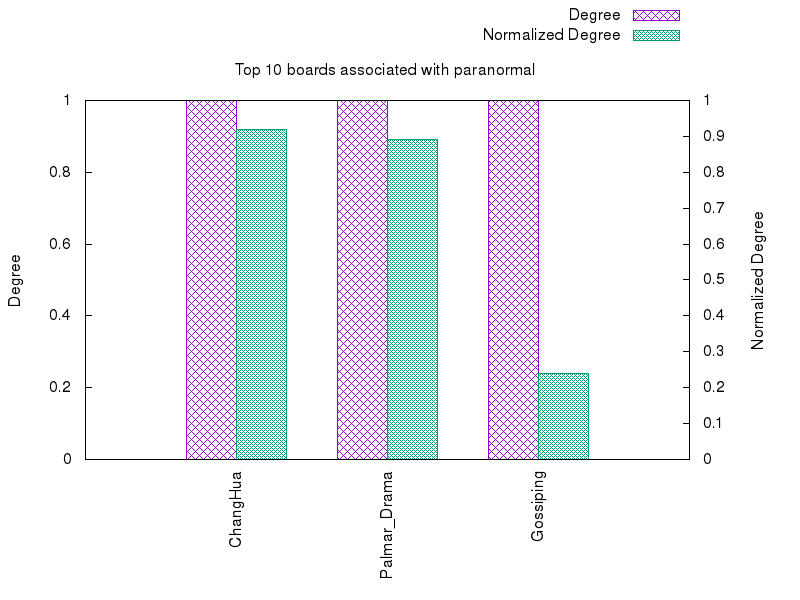 Degree
Normalized Degree
Top 10 boards associated with paranormal
1
0.8
0.6
0.4
0.2
0
Degree
1
0.9
0.8
0.7
0.6
0.5
0.4
0.3
0.2
0.1
0
Normalized Degree
ChangHua
Palmar_Drama
Gossiping